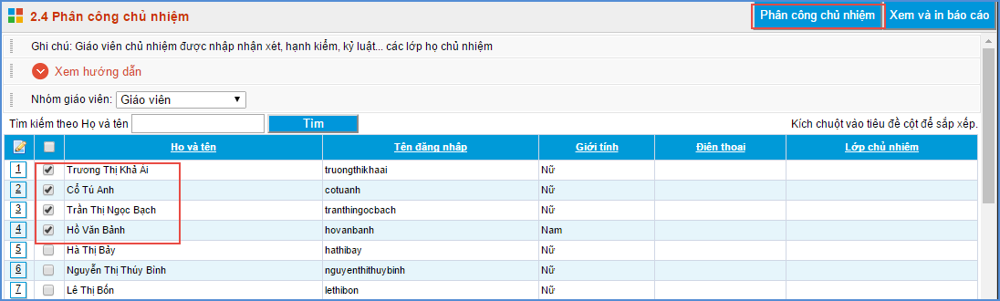 2.4 Phân công chủ nhiệm Phân công chủ nhiệm Xem và in báo cáo
Ghi chú: Giáo viên chủ nhiệm được nhập nhận xét, hạnh kiểm, kỷ luật... các lớp họ chủ nhiệm
Xem hướng dẫn
Nhóm giáo viên: Giáo viên
Tìm kiếm theo Họ và tên Tìm Kích chuột vào tiêu đề cột để sắp xếp.
Họ và tên Tên đăng nhập Giới tính Điện thoại Lớp chủ nhiệm
1 Trương Thị Khả Ái truongthikhaai Nữ
2 Cổ Tú Anh cotuanh Nữ
3 Trần Thị Ngọc Bạch tranthingocbach Nữ
4 Hồ Văn Bảnh hovanbanh Nam
5 Hà Thị Bảy hathibay Nữ
6 Nguyễn Thị Thúy Bình nguyenthithuybinh Nữ
7 Lê Thị Bốn lethibon Nữ